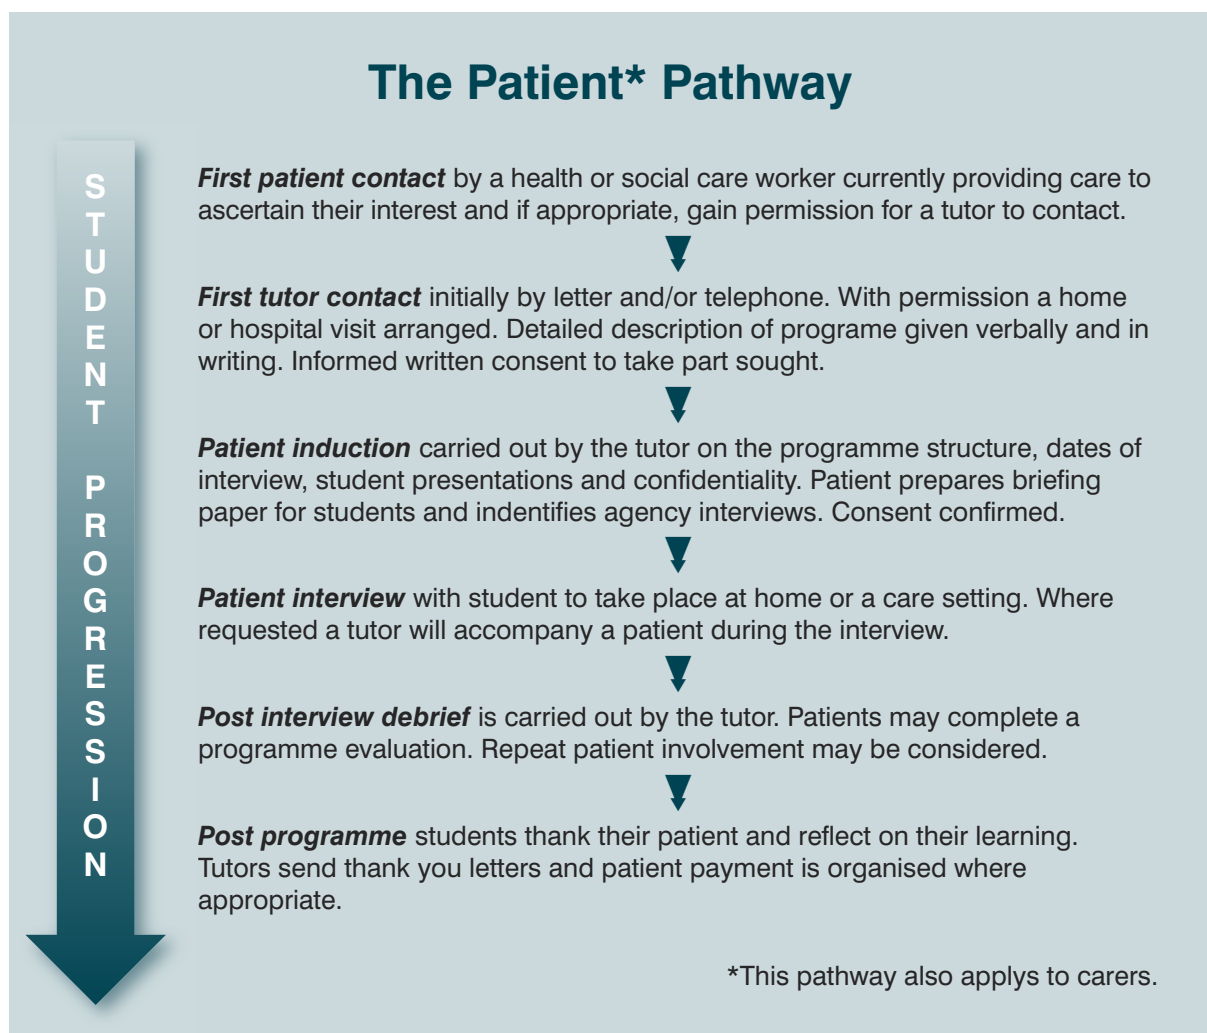 The Patient* Pathway
STUDENT PROGRESSION
First patient contact by a health or social care worker currently providing care to
ascertain their interest and if appropriate, gain permission for a tutor to contact.
First tutor contact initially by letter and/or telephone. With permission a home
or hospital visit arranged. Detailed description of programe given verbally and in
writing. Informed written consent to take part sought.
Patient induction carried out by the tutor on the programme structure, dates of
interview, student presentations and confidentiality. Patient prepares briefing
paper for students and indentifies agency interviews. Consent confirmed.
Patient interview with student to take place at home or a care setting. Where
requested a tutor will accompany a patient during the interview.
Post interview debrief is carried out by the tutor. Patients may complete a
programme evaluation. Repeat patient involvement may be considered.
Post programme students thank their patient and reflect on their learning.
Tutors send thank you letters and patient payment is organised where
appropriate.
*This pathway also applys to carers.